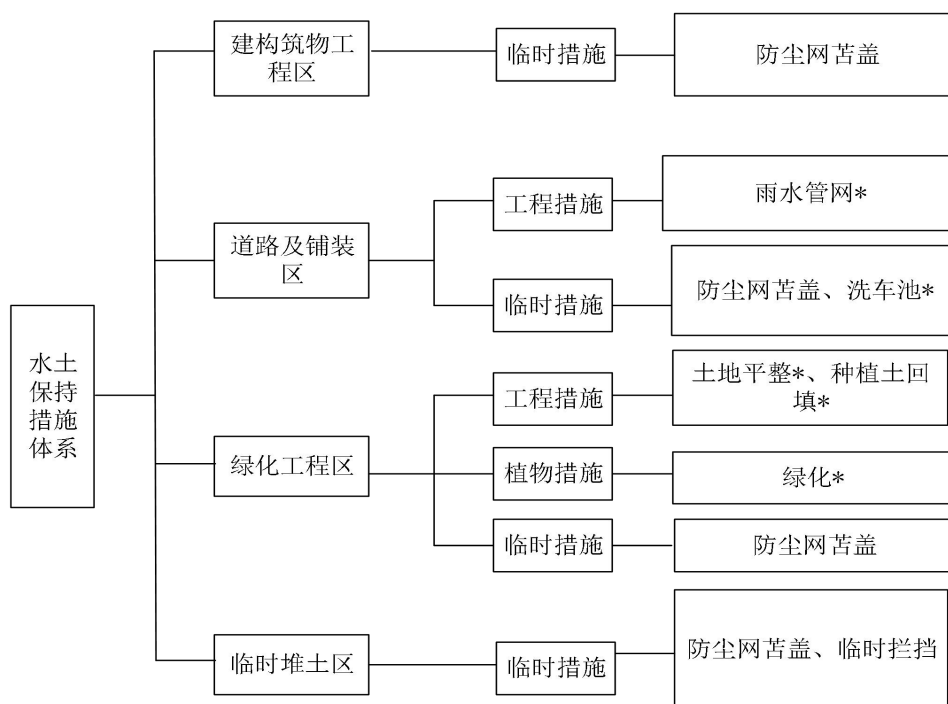 水土
保持
措施
体系
建构筑物工
程区
临时措施
防尘网苫盖
道路及铺装
区
工程措施
雨水管网*
临时措施
防尘网苫盖、洗车池*
绿化工程区
工程措施
土地平整*、种植土回
填*
植物措施
绿化*
临时措施
防尘网苫盖
临时堆土区
临时措施
防尘网苫盖、临时拦挡